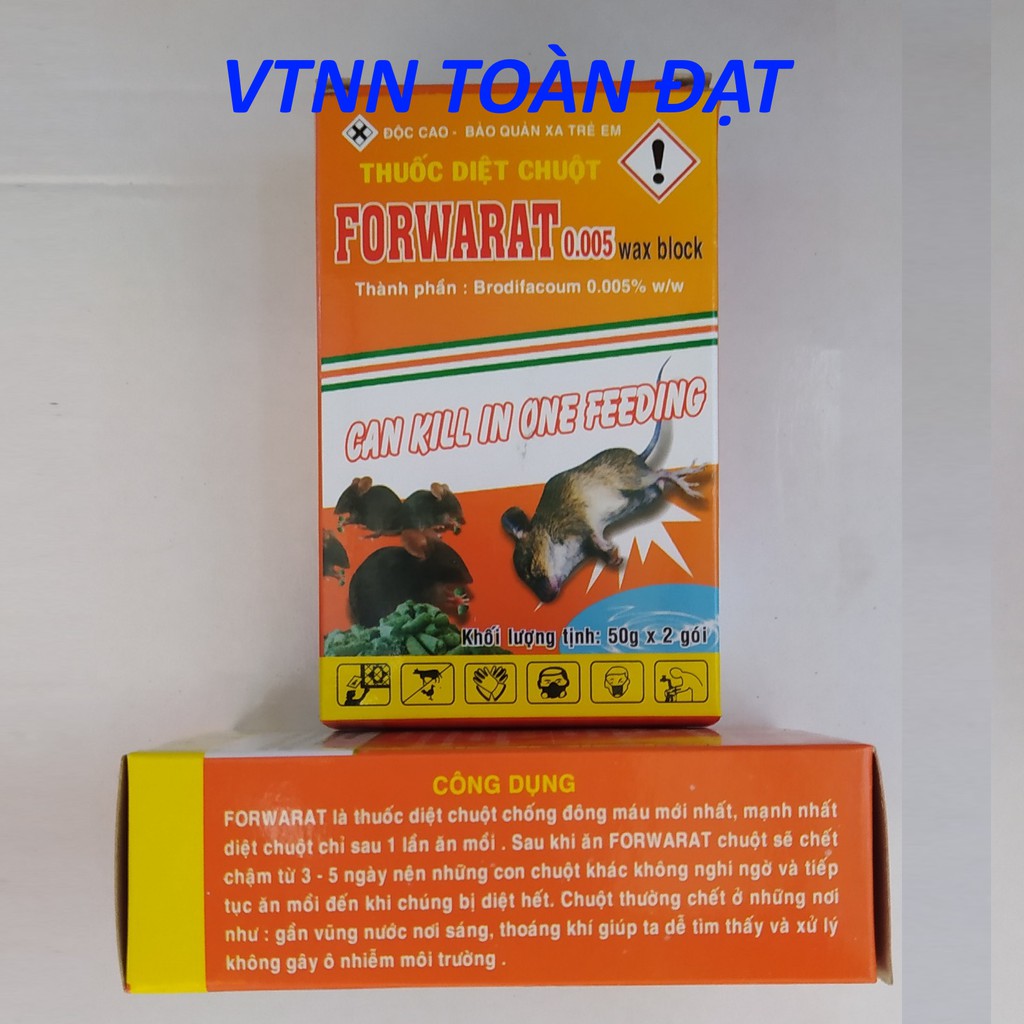 VTNN TOÀN ĐẠT
ĐỘC CAO - BẢO QUẢN XA TRẺ EM
THUỐC DIỆT CHUỘT
FORWARAT 0.005 wax block
Thành phần : Brodifacoum 0.005% w/w
CAN KILL IN ONE FEEDING
Khối lượng tịnh: 50g x 2 gói
CÔNG DỤNG
FORWARAT là thuốc diệt chuột chống đông máu mới nhất, mạnh nhất
diệt chuột chỉ sau 1 lần ăn mồi . Sau khi ăn FORWARAT chuột sẽ chết
chậm từ 3 - 5 ngày nện những con chuột khác không nghi ngờ và tiếp
tục ăn mồi đến khi chúng bị diệt hết. Chuột thường chết ở những nơi
như : gần vũng nước nơi sáng, thoáng khí giúp ta dễ tìm thấy và xử lý
không gây ô nhiễm môi trường .